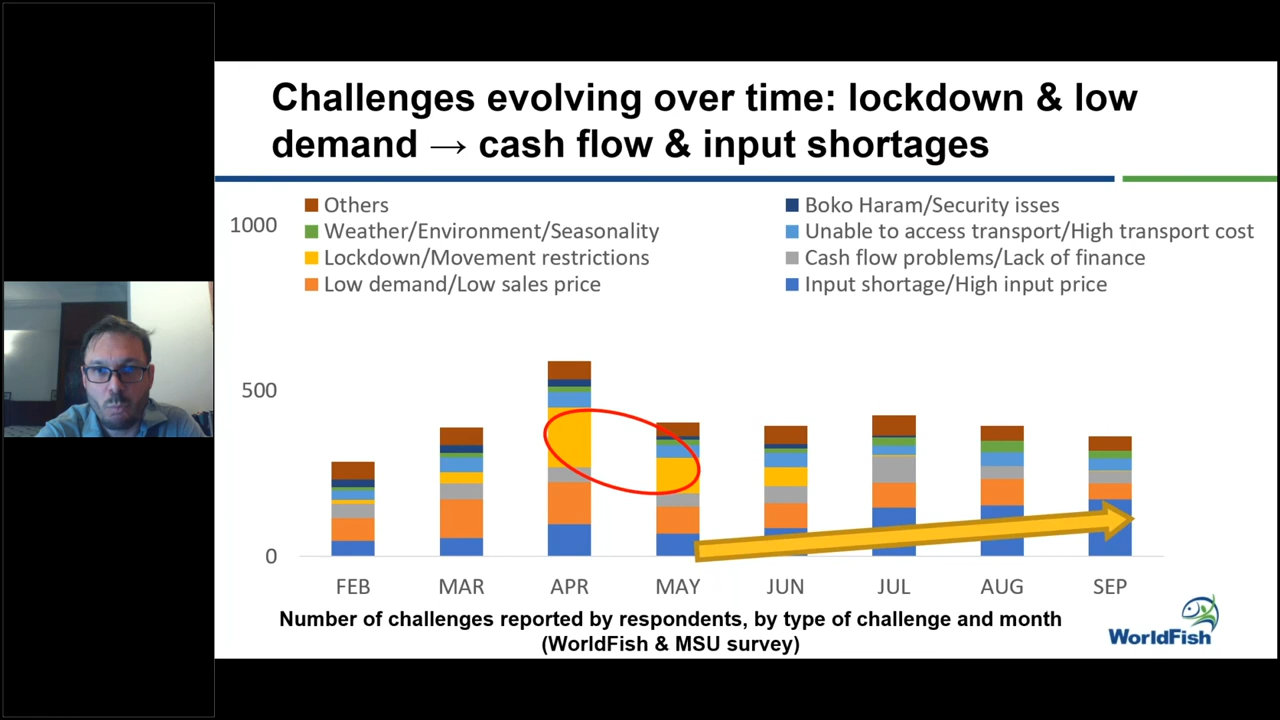 Challenges evolving over time: lockdown & low
demand → cash flow & input shortages
Others
Boko Haram/Security isses
Weather/Environment/Seasonality
Unable to access transport/High transport cost
Lockdown/Movement restrictions
Cash flow problems/Lack of finance
Low demand/Low sales price
Input shortage/High input price
1000
500
0
FEB MAR APR MAY JUN JUL AUG SEP
Number of challenges reported by respondents, by type of challenge and month
(WorldFish & MSU survey)
WorldFish